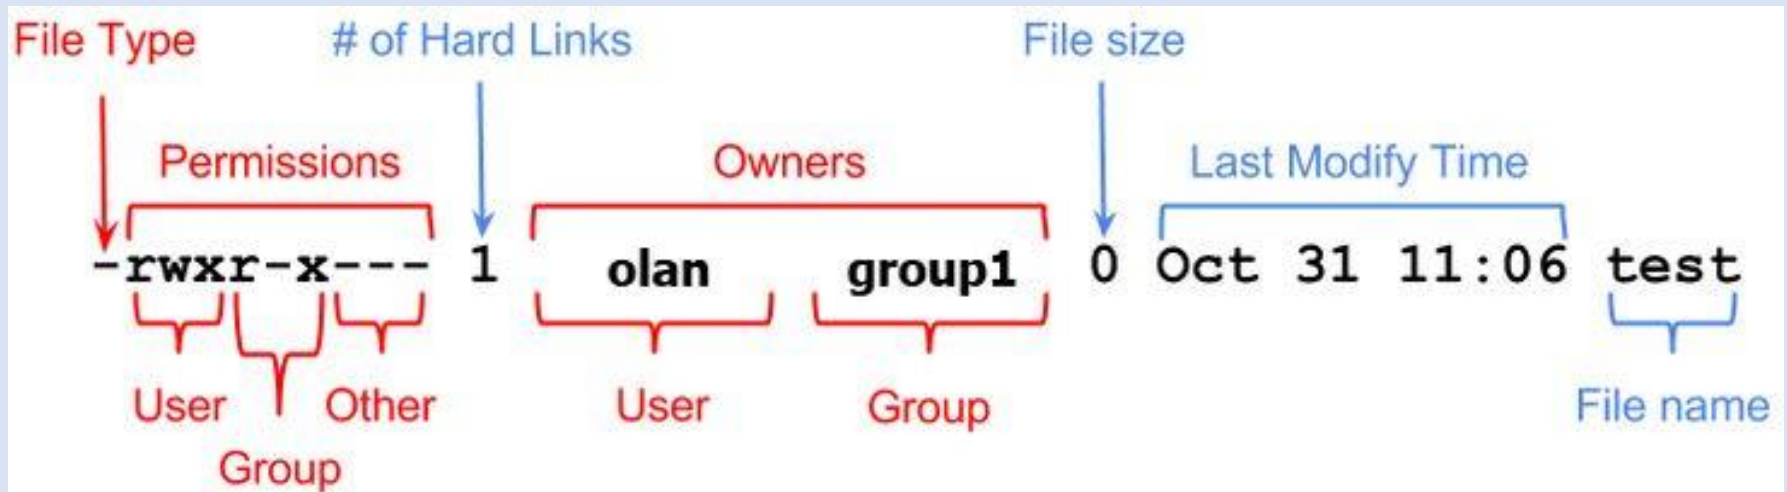 File Type # of Hard Links File size
Permissions Owners Last Modify Time
-rwxr-x--- 1 olan group1 0 Oct 31 11:06 test
User Other User Group File name
Group